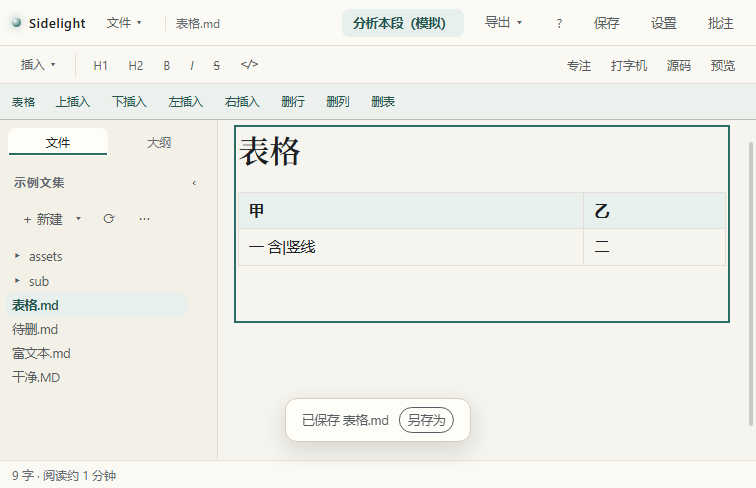 Sidelight 文件 表格.md 分析本段（模拟） 导出 ? 保存 设置 批注
插入 H1 H2 B I S </> 专注 打字机 源码 预览
表格 上插入 下插入 左插入 右插入 删行 删列 删表
文件 大纲
示例文集
+ 新建 ...
assets
sub
表格.md
待删.md
富文本.md
干净.MD
表格
甲 乙
一 含|竖线 二
已保存 表格.md 另存为
9 字 · 阅读约 1 分钟